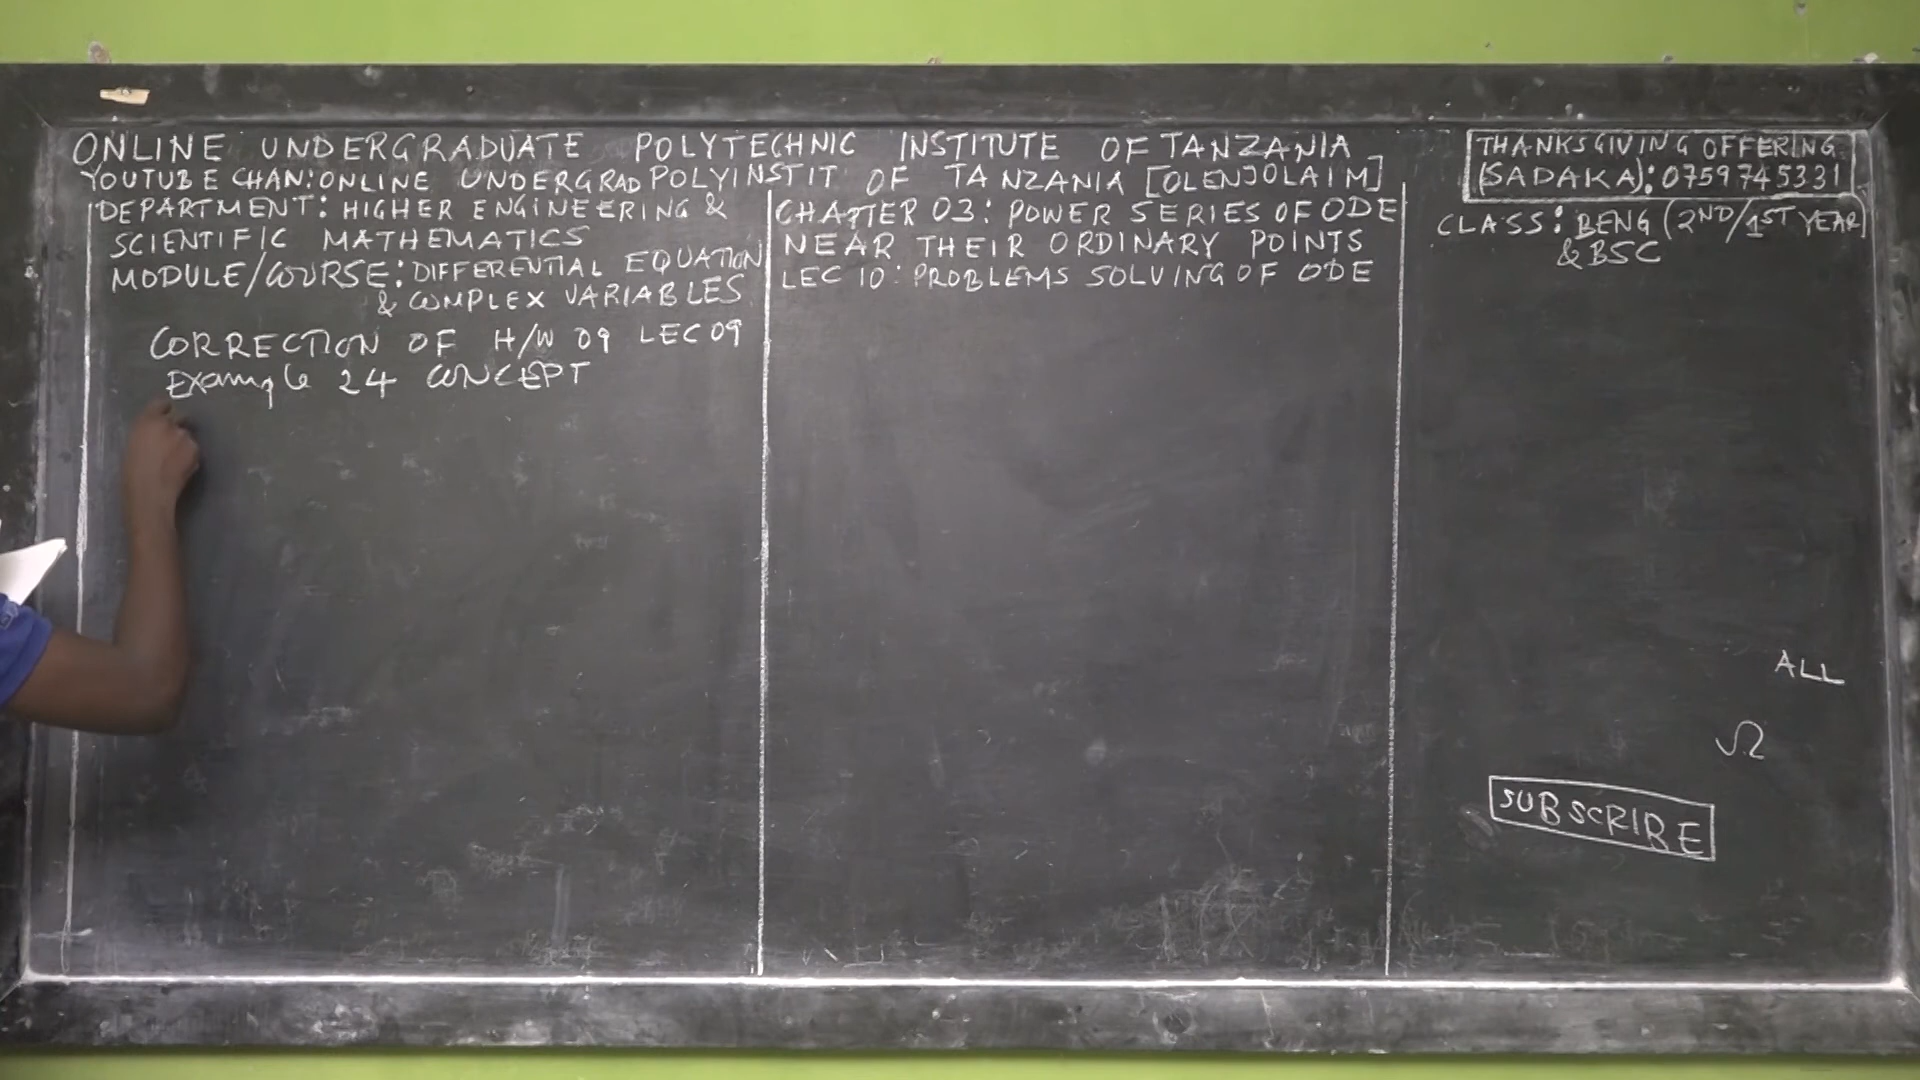 ONLINE UNDERGRADUATE POLYTECHNIC INSTITUTE OF TANZANIA
YOUTUBE CHAN: ONLINE UNDERGRAD POLYINSTIT OF TANZANIA [OLENJOLAIM]
DEPARTMENT: HIGHER ENGINEERING &
SCIENTIFIC MATHEMATICS
MODULE/COURSE: DIFFERENTIAL EQUATION
& COMPLEX VARIABLES
CORRECTION OF H/W 09 LEC 09
Example 24 CONCEPT
CHAPTER 03: POWER SERIES OF ODE
NEAR THEIR ORDINARY POINTS
LEC 10: PROBLEMS SOLVING OF ODE
THANKSGIVING OFFERING
(SADAKA): 0759745331
CLASS: BENG (2ND/1ST YEAR)
& BSC
ALL
SUBSCRIBE